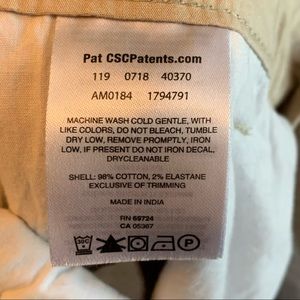 Pat CSCPatents.com
119 0718 40370
AM0184 1794791
MACHINE WASH COLD GENTLE, WITH
LIKE COLORS, DO NOT BLEACH, TUMBLE
DRY LOW, REMOVE PROMPTLY, IRON
LOW, IF PRESENT DO NOT IRON DECAL,
DRYCLEANABLE
SHELL: 98% COTTON, 2% ELASTANE
EXCLUSIVE OF TRIMMING
MADE IN INDIA
RN 69724
CA 05367